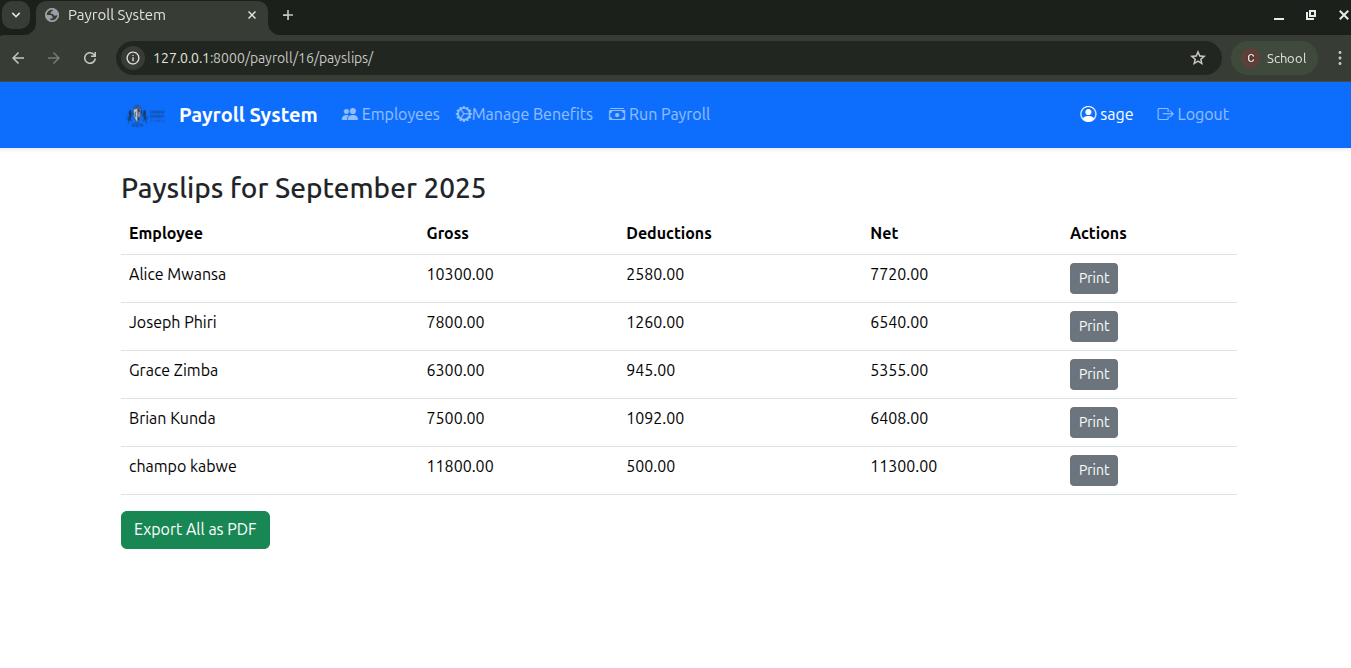 Payroll System
127.0.0.1:8000/payroll/16/payslips/
C School
Payroll System Employees Manage Benefits Run Payroll sage Logout
Payslips for September 2025
Employee Gross Deductions Net Actions
Alice Mwansa 10300.00 2580.00 7720.00 Print
Joseph Phiri 7800.00 1260.00 6540.00 Print
Grace Zimba 6300.00 945.00 5355.00 Print
Brian Kunda 7500.00 1092.00 6408.00 Print
champo kabwe 11800.00 500.00 11300.00 Print
Export All as PDF